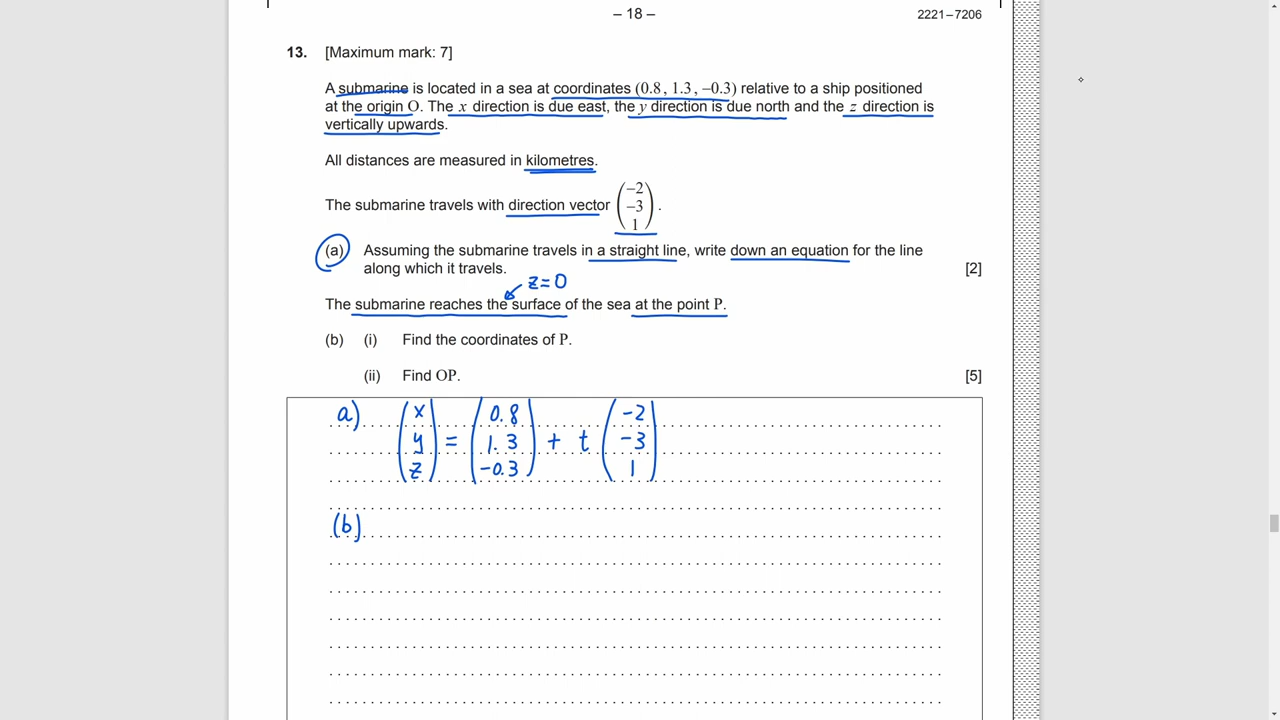 – 18 –
2221–7206
13. [Maximum mark: 7]
A submarine is located in a sea at coordinates (0.8, 1.3, –0.3) relative to a ship positioned
at the origin O. The x direction is due east, the y direction is due north and the z direction is
vertically upwards.
All distances are measured in kilometres.
The submarine travels with direction vector (–2 –3 1).
(a) Assuming the submarine travels in a straight line, write down an equation for the line
along which it travels. [2]
z=0
The submarine reaches the surface of the sea at the point P.
(b) (i) Find the coordinates of P.
(ii) Find OP. [5]
a) (x y z) = (0.8 1.3 -0.3) + t (-2 -3 1)
(b)